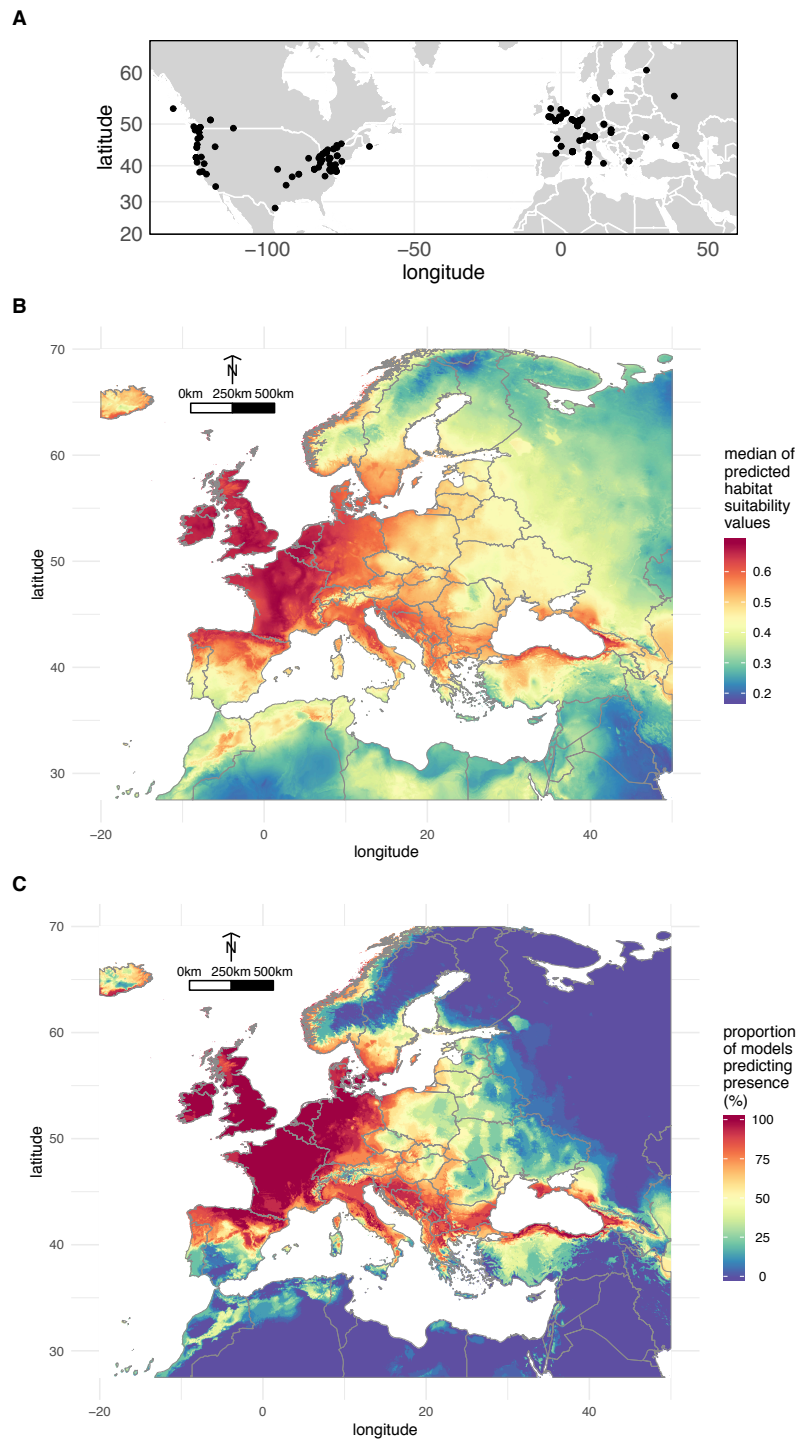 A
latitude
60
50
40
30
20
−100
−50
0
50
longitude
B
70
60
50
40
30
latitude
N
0km 250km 500km
−20
0
20
40
longitude
median of
predicted
habitat
suitability
values
0.6
0.5
0.4
0.3
0.2
C
70
60
50
40
30
latitude
N
0km 250km 500km
−20
0
20
40
longitude
proportion
of models
predicting
presence
(%)
100
75
50
25
0